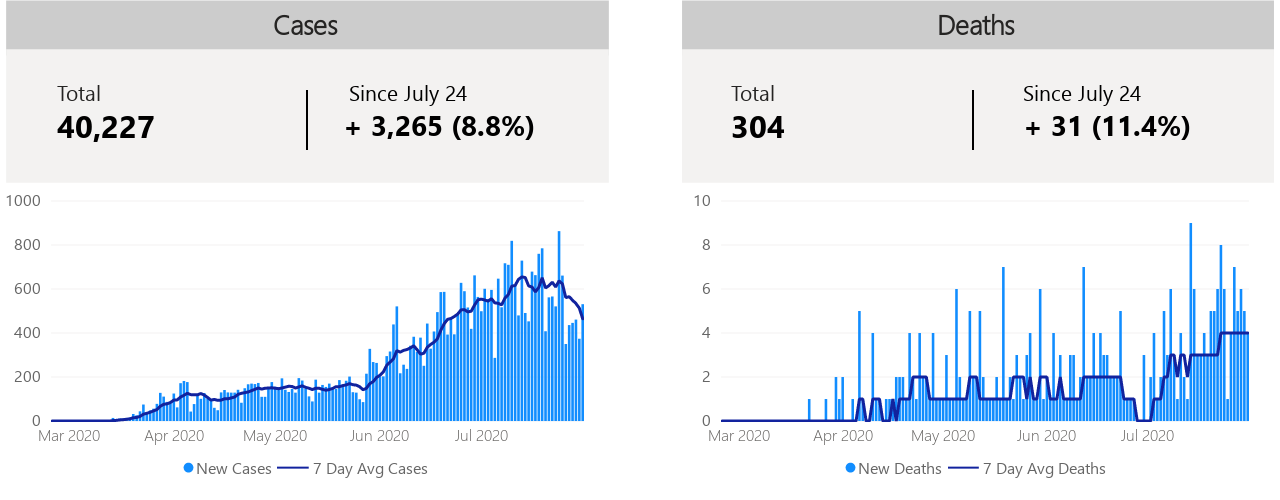 Cases
Total
Since July 24
40,227
+ 3,265 (8.8%)
1000
800
600
400
200
0
Mar 2020
Apr 2020
May 2020
Jun 2020
Jul 2020
New Cases
7 Day Avg Cases
Deaths
Total
Since July 24
304
+ 31 (11.4%)
10
8
6
4
2
0
Mar 2020
Apr 2020
May 2020
Jun 2020
Jul 2020
New Deaths
7 Day Avg Deaths